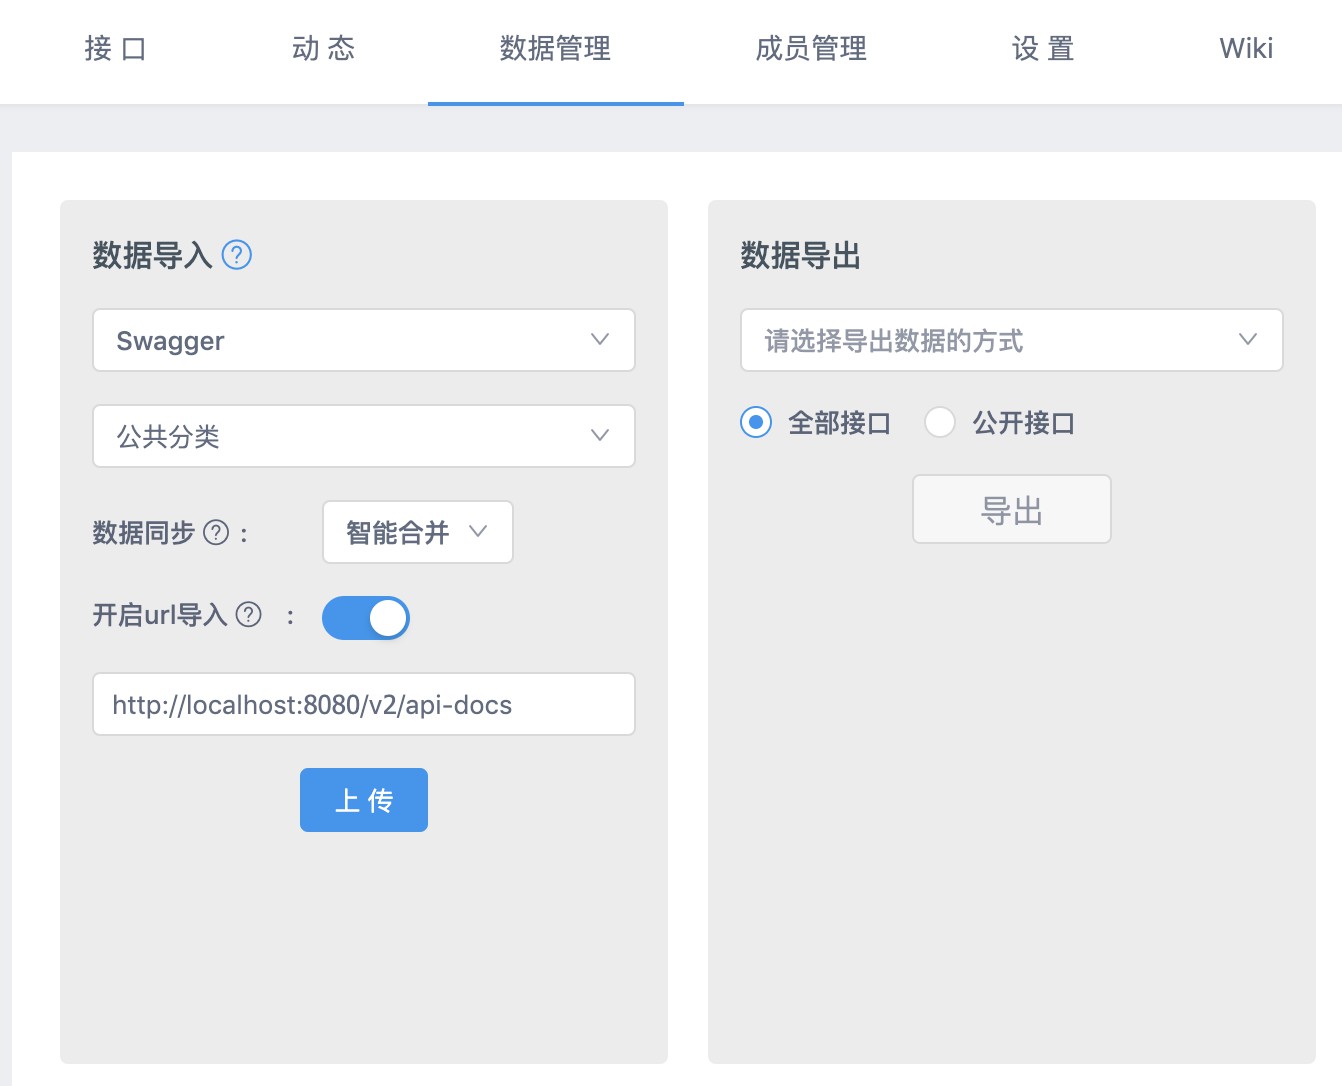 接 口 动 态 数据管理 成员管理 设 置 Wiki
数据导入 ?
Swagger
公共分类
数据同步 ? :
智能合并
开启url导入 ? :
http://localhost:8080/v2/api-docs
上 传
数据导出
请选择导出数据的方式
全部接口 公开接口
导出